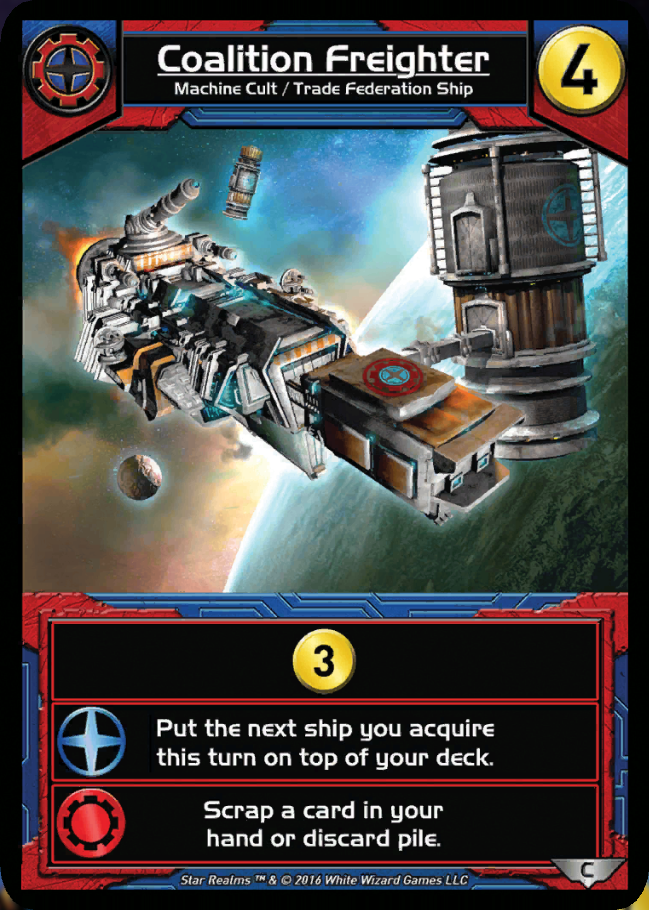 Coalition Freighter
4
Machine Cult / Trade Federation Ship
3
Put the next ship you acquire
this turn on top of your deck.
Scrap a card in your
hand or discard pile.
C
Star Realms ™ & © 2016 White Wizard Games LLC